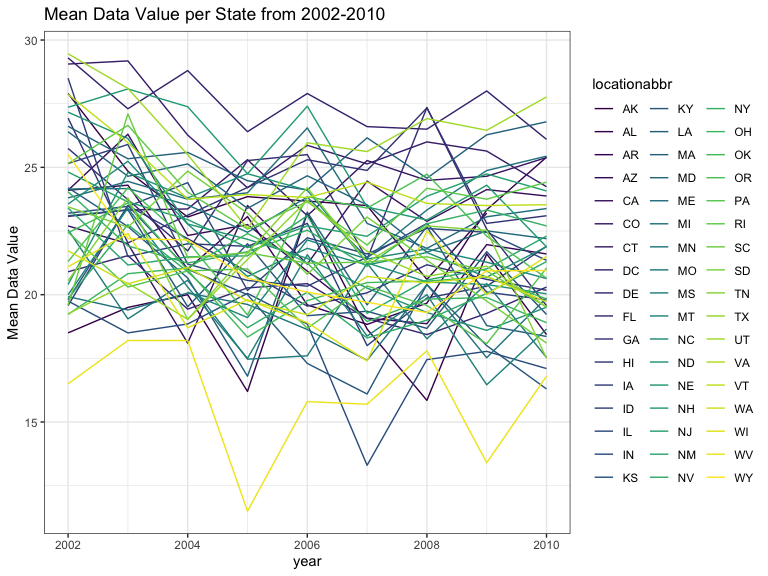 Mean Data Value per State from 2002-2010
30
25
20
15
Mean Data Value
2002 2004 2006 2008 2010
year
locationabbr
AK KY NY
AL LA OH
AR MA OK
AZ MD OR
CA ME PA
CO MI RI
CT MN SC
DC MO SD
DE MS TN
FL MT TX
GA NC UT
HI ND VA
IA NE VT
ID NH WA
IL NJ WI
IN NM WV
KS NV WY